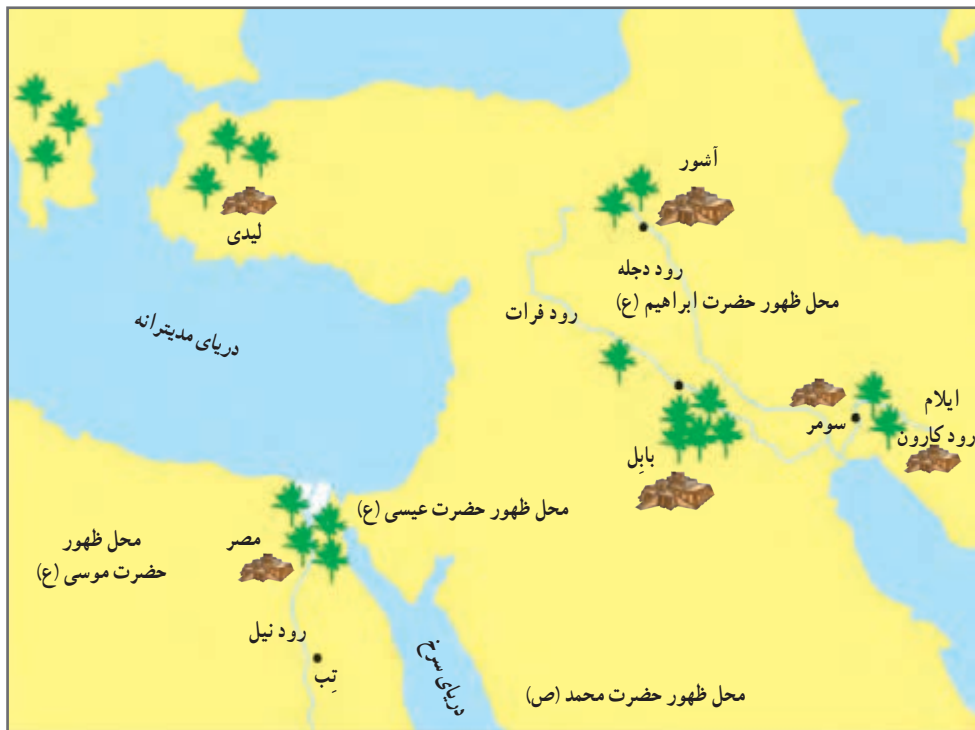 آشور
لیدی
رود دجله
محل ظهور حضرت ابراهیم (ع)
رود فرات
دریای مدیترانه
ایلام
سومر
رود کارون
بابِل
محل ظهور حضرت عیسی (ع)
مصر
محل ظهور
حضرت موسی (ع)
رود نیل
تِب
دریای سرخ
محل ظهور حضرت محمد (ص)